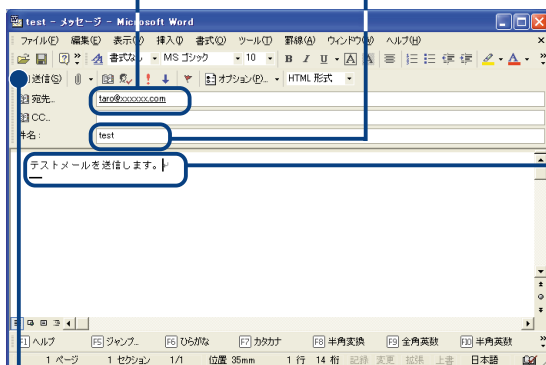 test - メッセージ - Microsoft Word
ファイル(F) 編集(E) 表示(V) 挿入(I) 書式(O) ツール(T) 罫線(A) ウィンドウ(W) ヘルプ(H)
書式なし MS ゴシック 10 B I U A A
送信(S) オプション(P)... HTML 形式
宛先... taro@xxxxxx.com
CC...
件名: test
テストメールを送信します。
F1 ヘルプ F5 ジャンプ... F6 ひらがな F7 カタカナ F8 半角変換 F9 全角英数 F10 半角英数
1 ページ 1 セクション 1/1 位置 35mm 1 行 14 桁 記録 変更 拡張 上書 日本語